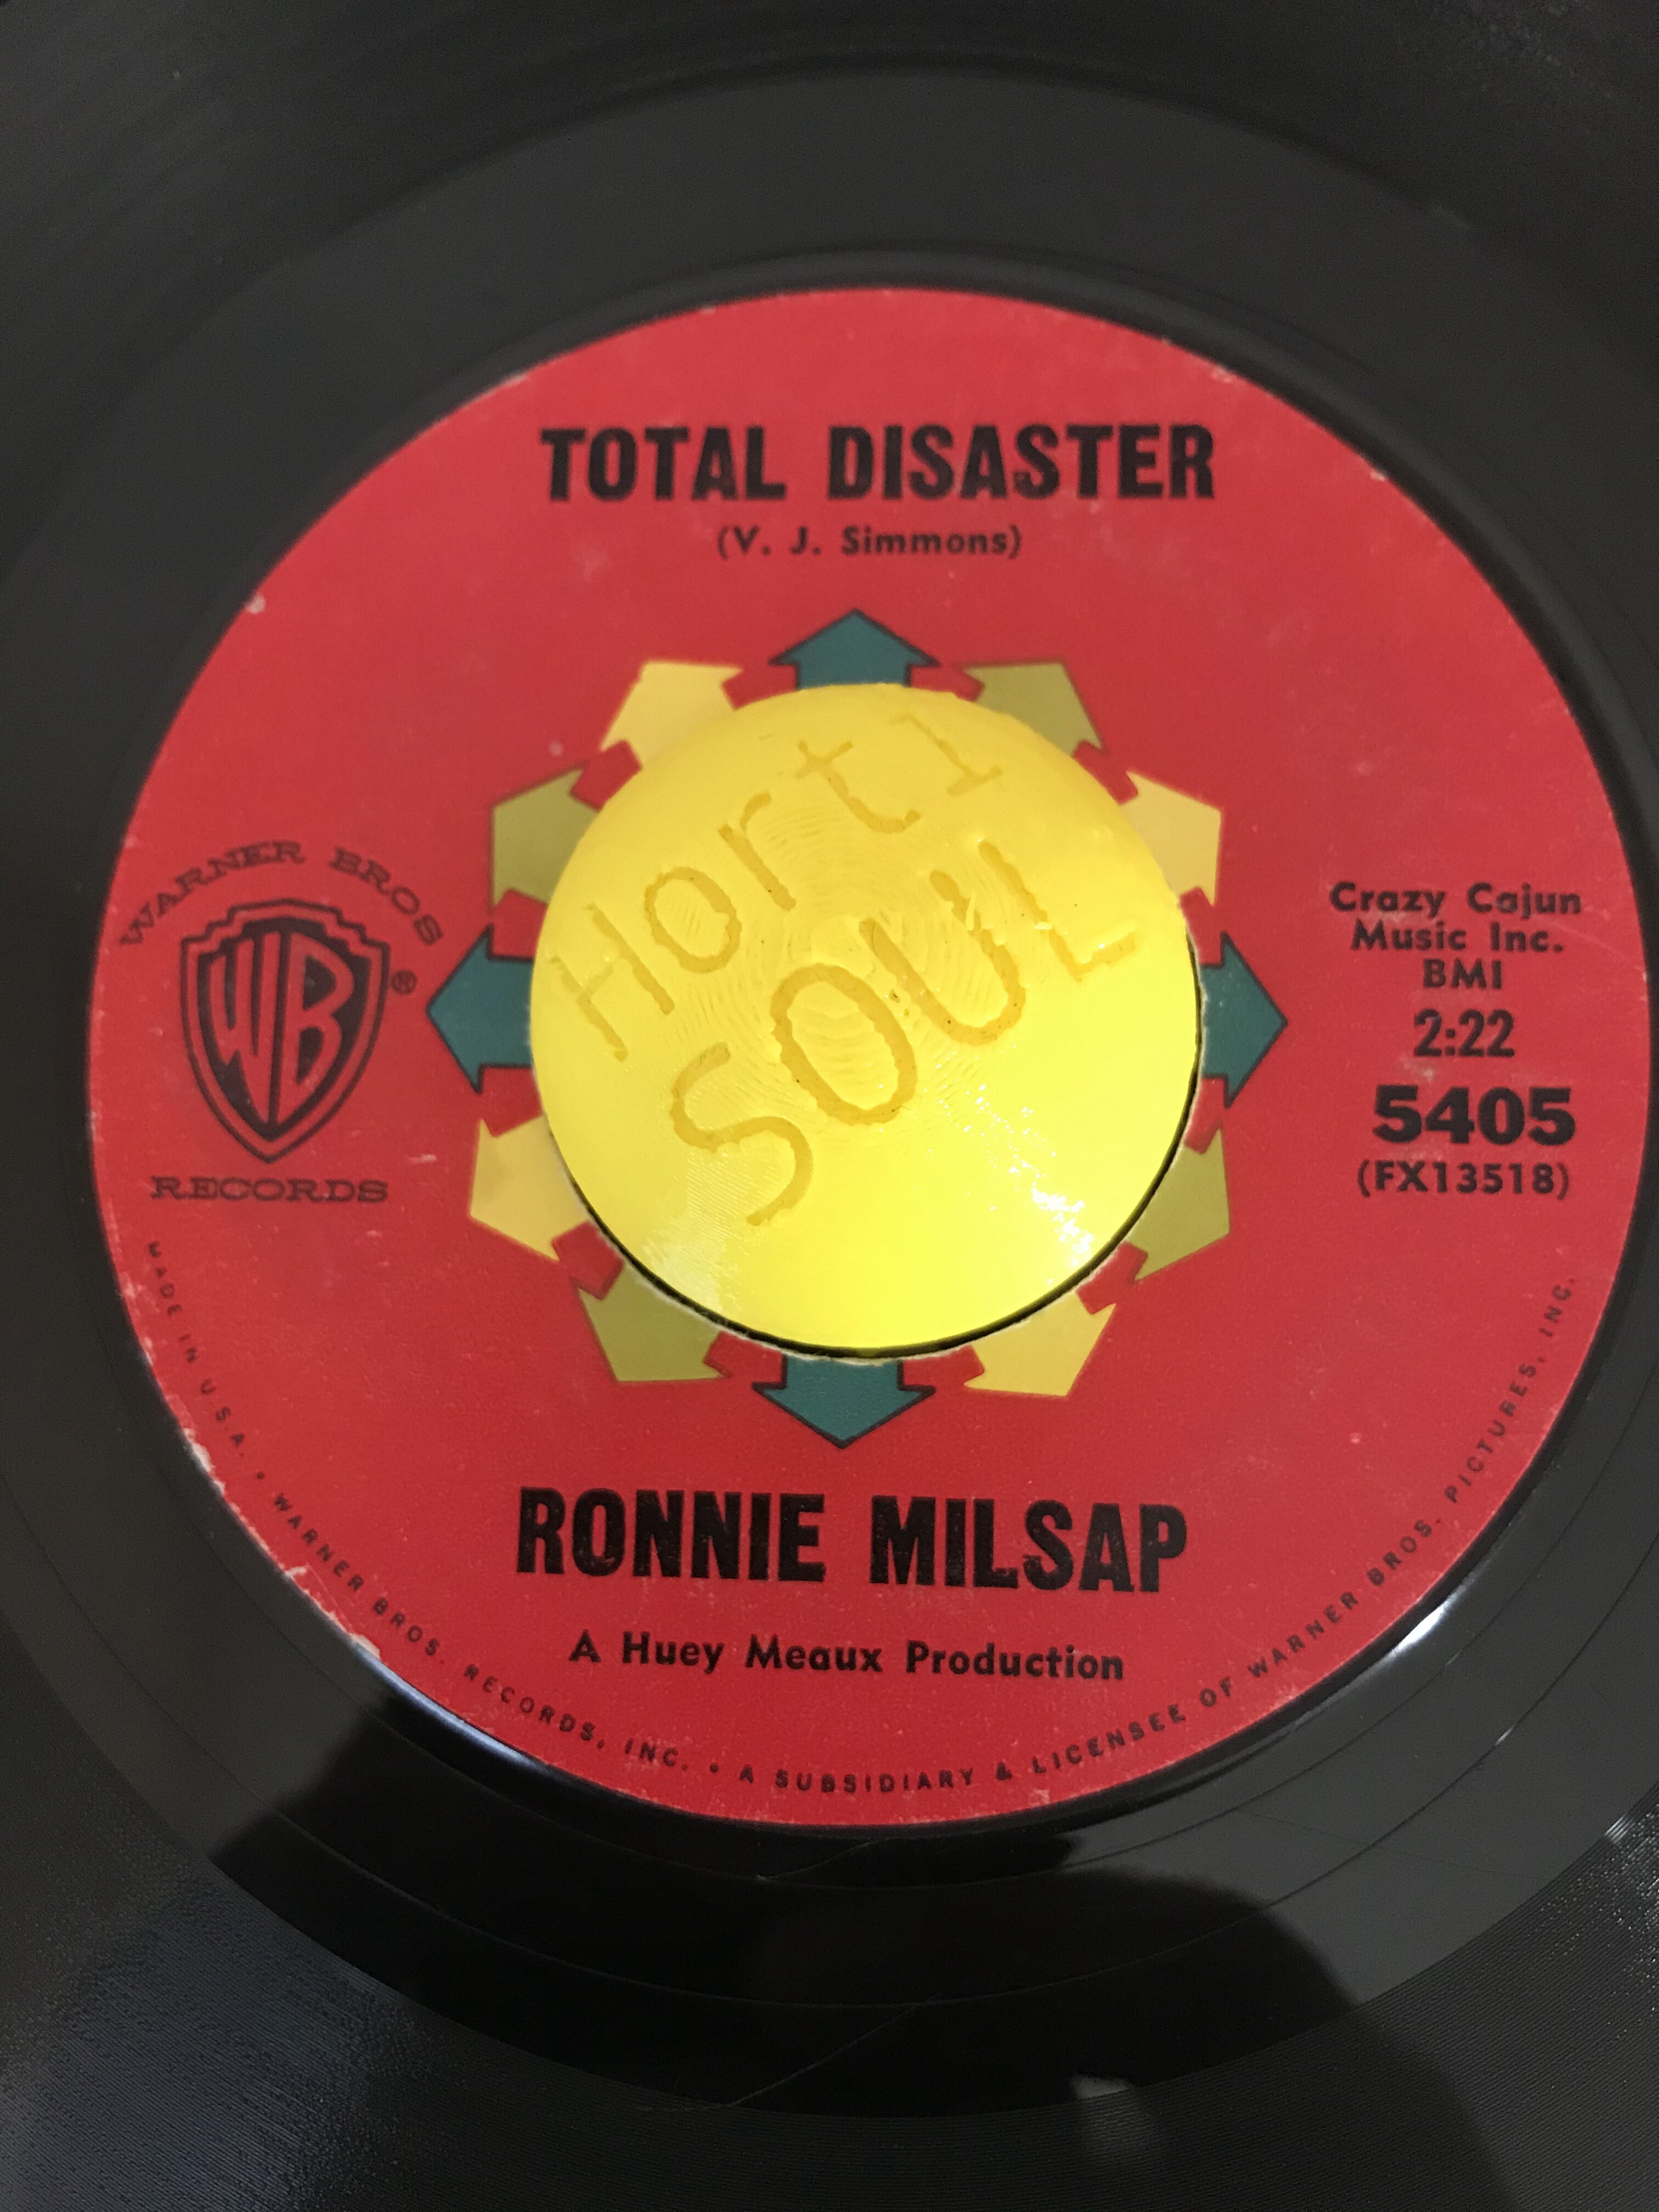 TOTAL DISASTER
(V. J. Simmons)
WARNER BROS
WB
®
RECORDS
Horti
SOUL
Crazy Cajun
Music Inc.
BMI
2:22
5405
(FX13518)
RONNIE MILSAP
A Huey Meaux Production
MADE IN U.S.A. • WARNER BROS. RECORDS, INC. • A SUBSIDIARY & LICENSEE OF WARNER BROS. PICTURES, INC.